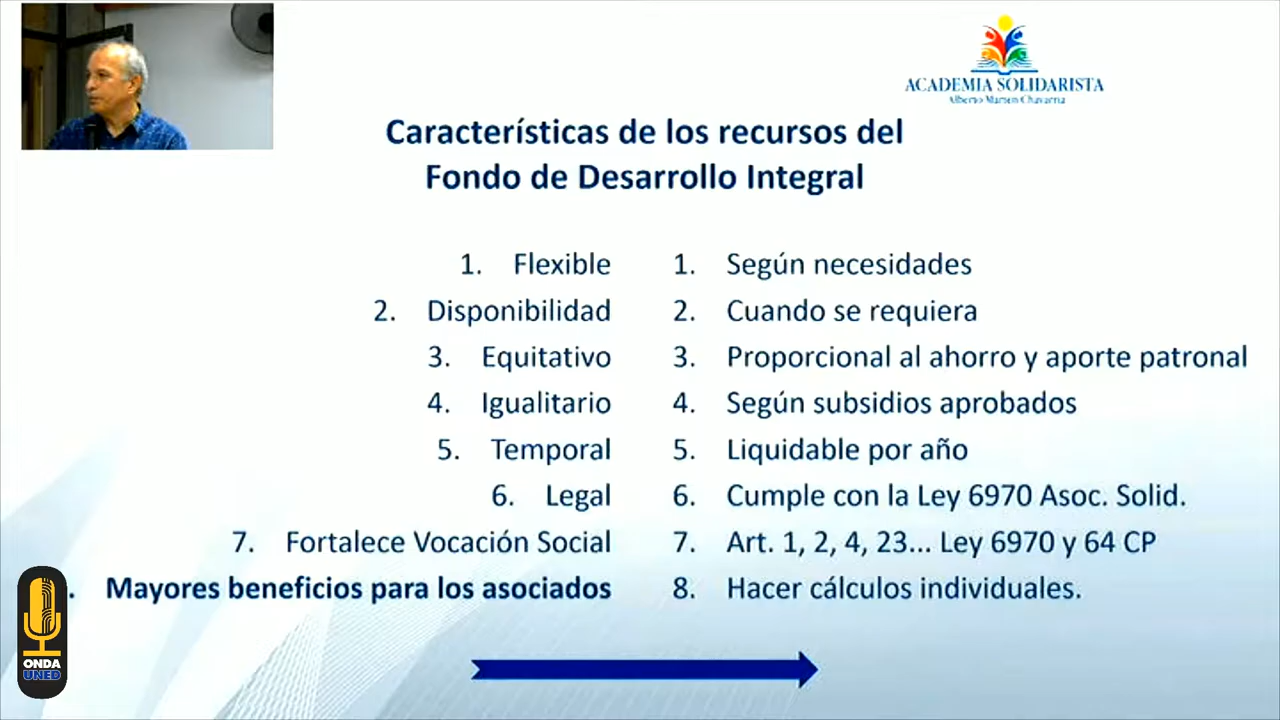 ACADEMIA SOLIDARISTA
Alberto Marten Chavarría
Características de los recursos del
Fondo de Desarrollo Integral
1. Flexible
2. Disponibilidad
3. Equitativo
4. Igualitario
5. Temporal
6. Legal
7. Fortalece Vocación Social
. Mayores beneficios para los asociados
1. Según necesidades
2. Cuando se requiera
3. Proporcional al ahorro y aporte patronal
4. Según subsidios aprobados
5. Liquidable por año
6. Cumple con la Ley 6970 Asoc. Solid.
7. Art. 1, 2, 4, 23... Ley 6970 y 64 CP
8. Hacer cálculos individuales.
ONDA
UNED